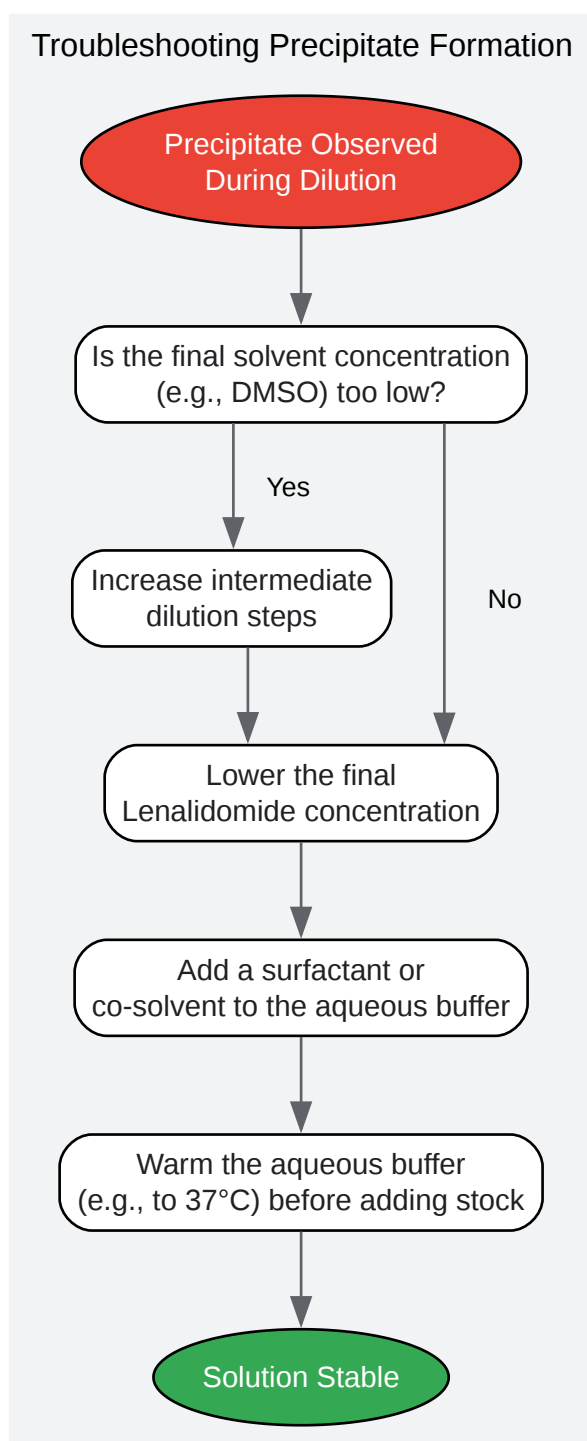 Troubleshooting Precipitate Formation
Precipitate Observed
During Dilution
Is the final solvent concentration
(e.g., DMSO) too low?
Yes
Increase intermediate
dilution steps
No
Lower the final
Lenalidomide concentration
Add a surfactant or
co-solvent to the aqueous buffer
Warm the aqueous buffer
(e.g., to 37°C) before adding stock
Solution Stable